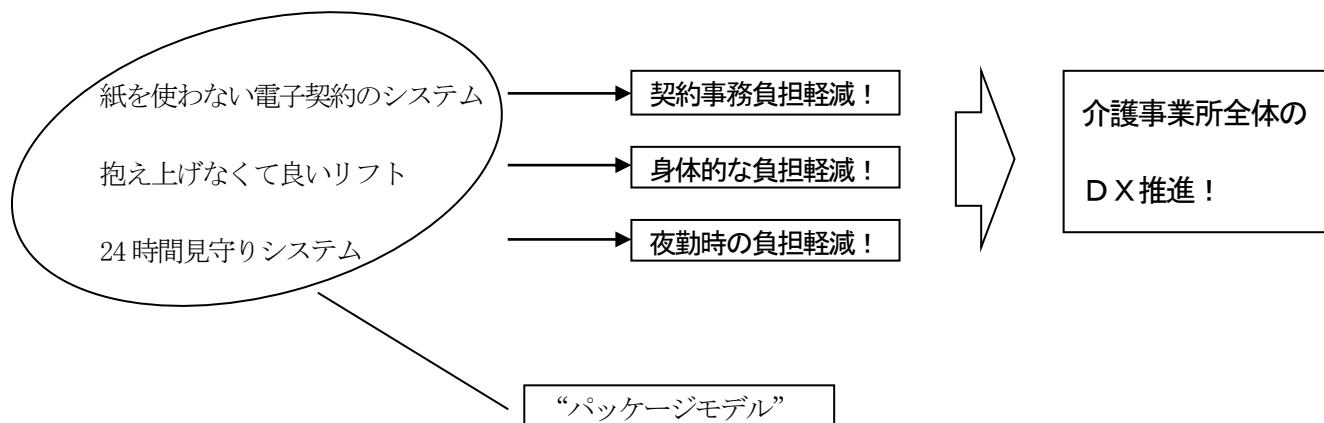 紙を使わない電子契約のシステム
契約事務負担軽減！
抱え上げなくて良いリフト
身体的な負担軽減！
24時間見守りシステム
夜勤時の負担軽減！
介護事業所全体の
ＤＸ推進！
“パッケージモデル”